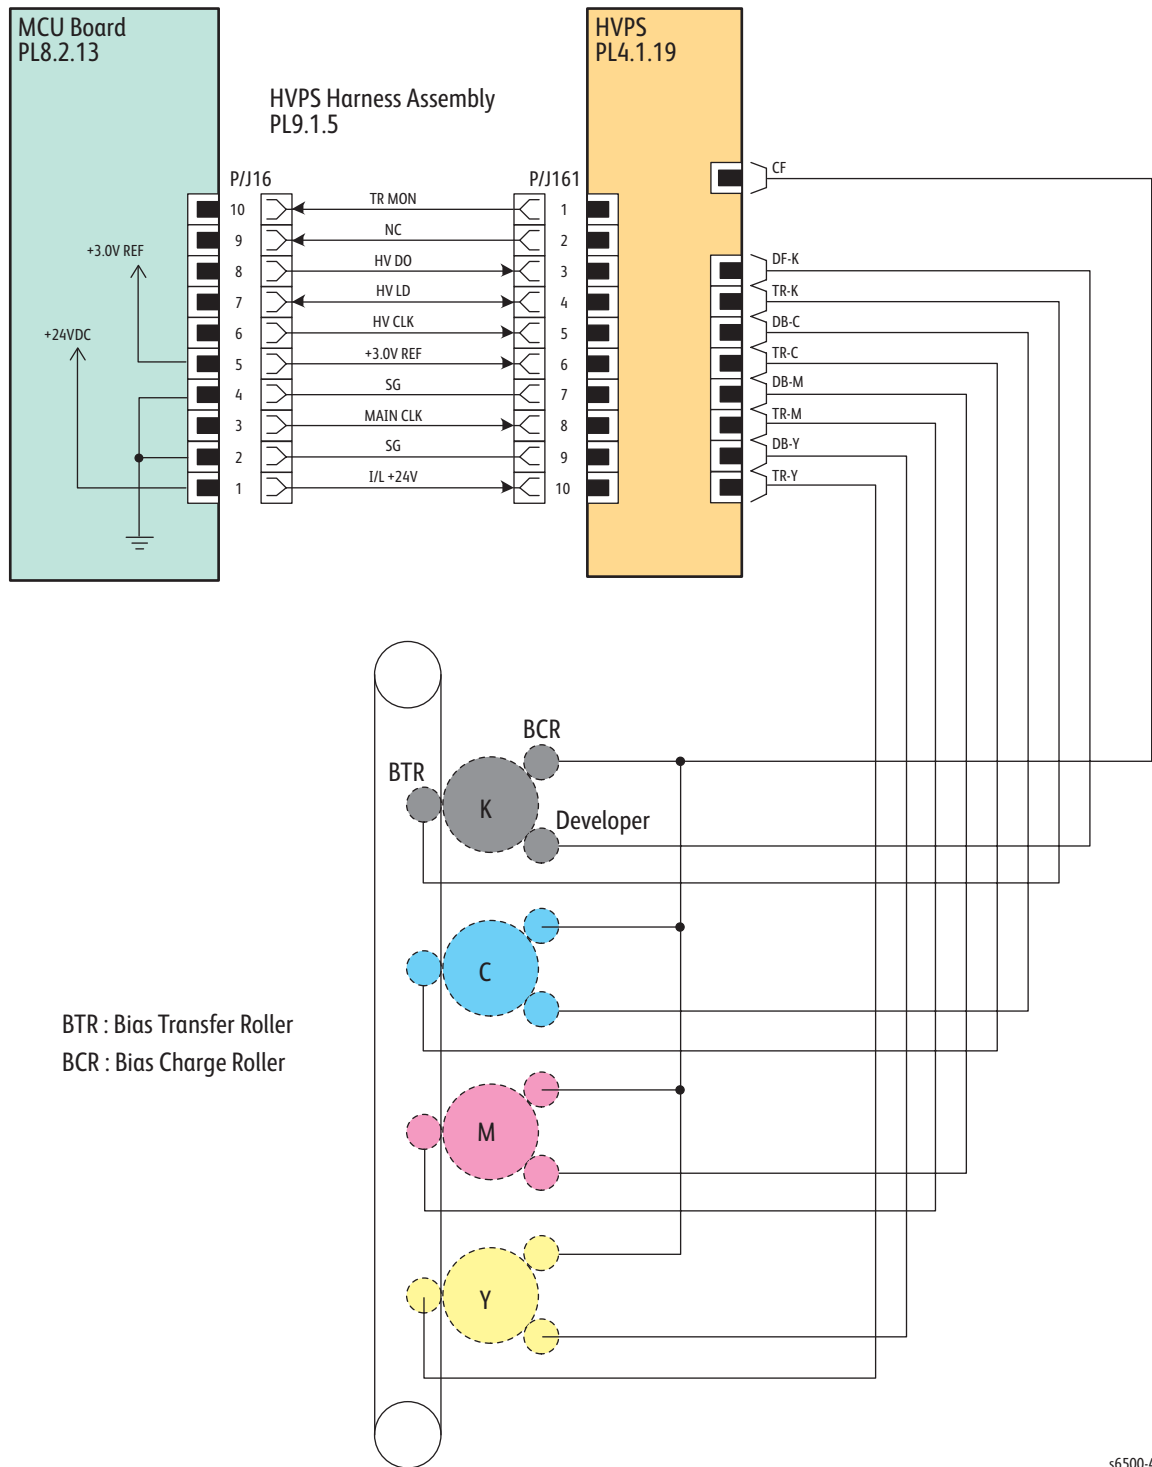 MCU Board
PL8.2.13
HVPS
PL4.1.19
HVPS Harness Assembly
PL9.1.5
P/J16
P/J161
CF
10
TR MON
1
9
NC
2
+3.0V REF
8
HV DO
3
DF-K
7
HV LD
4
TR-K
+24VDC
6
HV CLK
5
DB-C
5
+3.0V REF
6
TR-C
4
SG
7
DB-M
3
MAIN CLK
8
TR-M
2
SG
9
DB-Y
1
I/L +24V
10
TR-Y
BCR
BTR
K
Developer
C
BTR : Bias Transfer Roller
BCR : Bias Charge Roller
M
Y